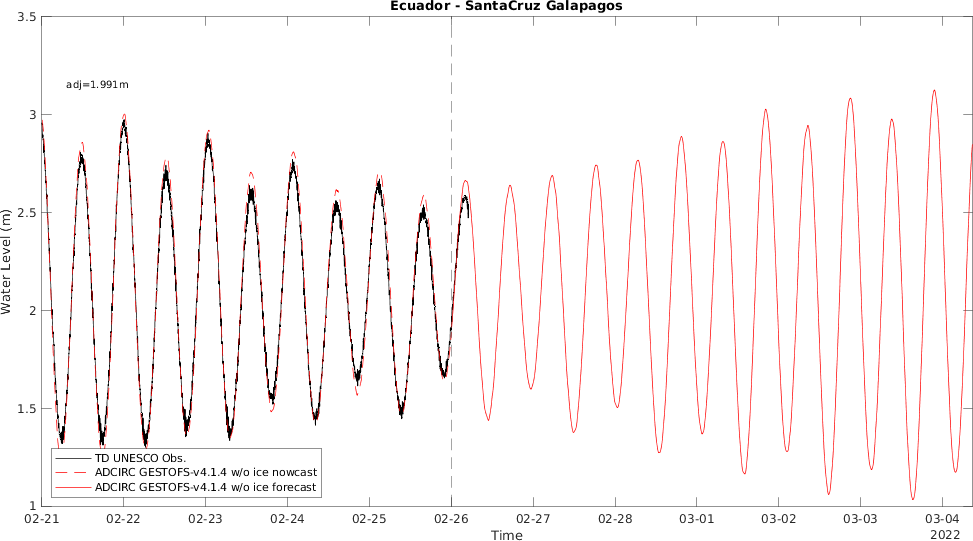 Ecuador - SantaCruz Galapagos
3.5
adj=1.991m
3
2.5
Water Level (m)
2
1.5
TD UNESCO Obs.
ADCIRC GESTOFS-v4.1.4 w/o ice nowcast
ADCIRC GESTOFS-v4.1.4 w/o ice forecast
1
02-21 02-22 02-23 02-24 02-25 02-26 02-27 02-28 03-01 03-02 03-03 03-04
Time 2022